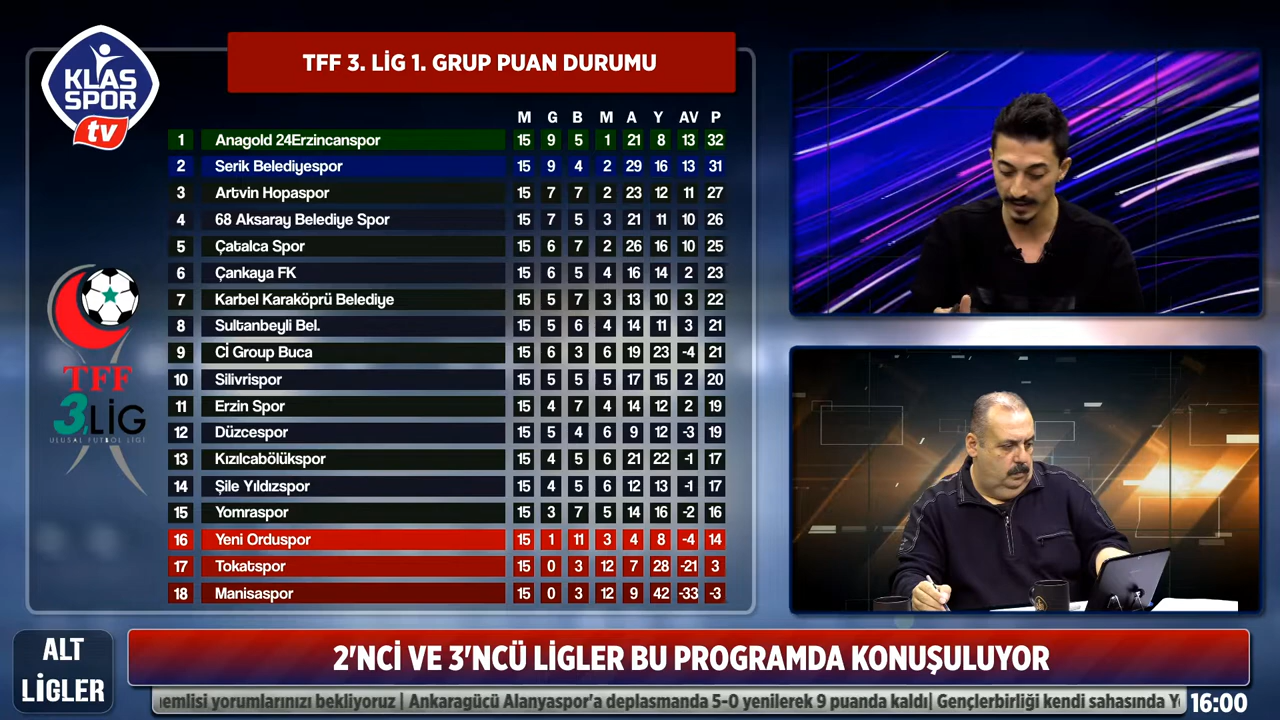 KLAS
SPOR
tv
TFF 3. LİG 1. GRUP PUAN DURUMU
M G B M A Y AV P
1 Anagold 24Erzincanspor 15 9 5 1 21 8 13 32
2 Serik Belediyespor 15 9 4 2 29 16 13 31
3 Artvin Hopaspor 15 7 7 2 23 12 11 27
4 68 Aksaray Belediye Spor 15 7 5 3 21 11 10 26
5 Çatalca Spor 15 6 7 2 26 16 10 25
6 Çankaya FK 15 6 5 4 16 14 2 23
7 Karbel Karaköprü Belediye 15 5 7 3 13 10 3 22
8 Sultanbeyli Bel. 15 5 6 4 14 11 3 21
9 Cİ Group Buca 15 6 3 6 19 23 -4 21
10 Silivrispor 15 5 5 5 17 15 2 20
11 Erzin Spor 15 4 7 4 14 12 2 19
12 Düzcespor 15 5 4 6 9 12 -3 19
13 Kızılcabölükspor 15 4 5 6 21 22 -1 17
14 Şile Yıldızspor 15 4 5 6 12 13 -1 17
15 Yomraspor 15 3 7 5 14 16 -2 16
16 Yeni Orduspor 15 1 11 3 4 8 -4 14
17 Tokatspor 15 0 3 12 7 28 -21 3
18 Manisaspor 15 0 3 12 9 42 -33 -3
TFF
3.LİG
ULUSAL FUTBOL LİGİ
ALT
LİGLER
2'NCİ VE 3'NCÜ LİGLER BU PROGRAMDA KONUŞULUYOR
emlisi yorumlarınızı bekliyoruz | Ankaragücü Alanyaspor'a deplasmanda 5-0 yenilerek 9 puanda kaldı| Gençlerbirliği kendi sahasında
16:00